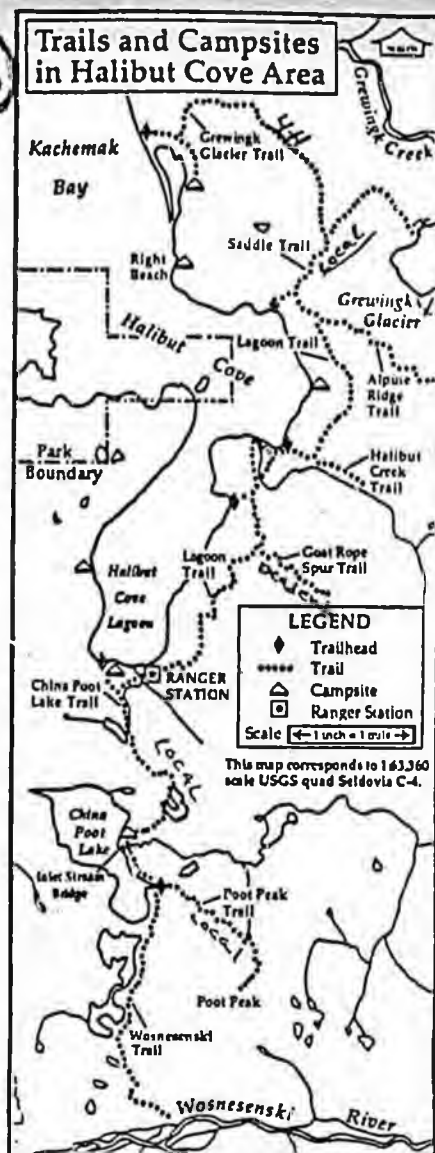 Trails and Campsites
in Halibut Cove Area
Grewingk
Creek
Kachemak
Bay
Grewingk
Glacier Trail
Saddle Trail
Local
Right
Beach
Grewingk
Glacier
Halibut
Cove
Lagoon Trail
Alpine
Ridge
Trail
Park
Boundary
Halibut
Creek
Trail
Lagoon
Trail
Goat Rope
Spur Trail
Halibut
Cove
Lagoon
LEGEND
Trailhead
Trail
Campsite
Ranger Station
Scale 1 inch = 1 mile
RANGER
STATION
China Poot
Lake Trail
LOCAL
This map corresponds to 1:63,360
scale USGS quad Seldovia C-4.
China
Poot
Lake
Inlet Stream
Bridge
Poot Peak
Trail
Local
Poot Peak
Wosnesenski
Trail
Wosnesenski River